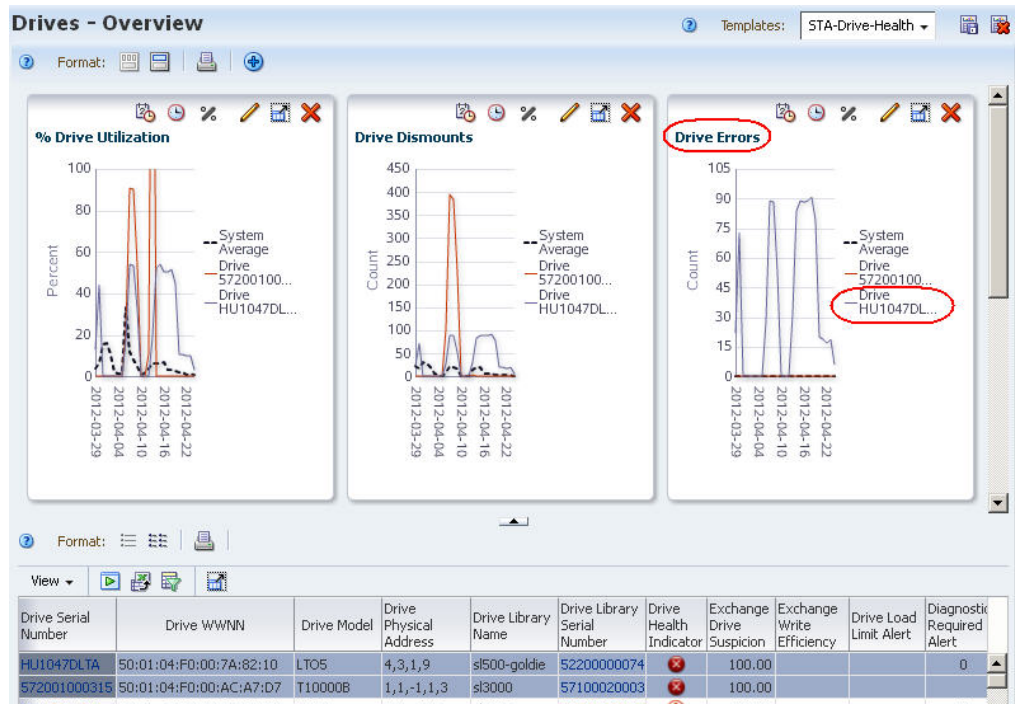 Drives - Overview
Templates: STA-Drive-Health
Format:
% Drive Utilization
100
80
60
40
20
0
Percent
System
Average
Drive
57200100...
Drive
HU1047DL...
2012-03-29
2012-04-04
2012-04-10
2012-04-16
2012-04-22
Drive Dismounts
450
400
350
300
250
200
150
100
50
0
Count
System
Average
Drive
57200100...
Drive
HU1047DL...
2012-03-29
2012-04-04
2012-04-10
2012-04-16
2012-04-22
Drive Errors
105
90
75
60
45
30
15
0
Count
System
Average
Drive
57200100...
Drive
HU1047DL...
2012-03-29
2012-04-04
2012-04-10
2012-04-16
2012-04-22
Format:
View
Drive Serial Number
Drive WWNN
Drive Model
Drive Physical Address
Drive Library Name
Drive Library Serial Number
Drive Health Indicator
Exchange Drive Suspicion
Exchange Write Efficiency
Drive Load Limit Alert
Diagnostic Required Alert
HU1047DLTA 50:01:04:F0:00:7A:82:10 LTO5 4,3,1,9 sl500-goldie 52200000074 100.00 0
572001000315 50:01:04:F0:00:AC:A7:D7 T10000B 1,1,-1,1,3 sl3000 57100020003 100.00